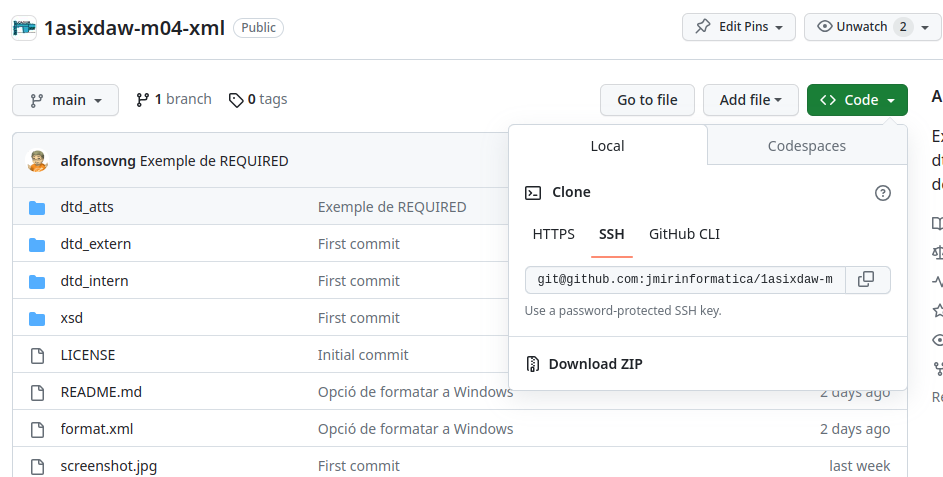 1asixdaw-m04-xml Public Edit Pins Unwatch 2
main 1 branch 0 tags Go to file Add file Code
alfonsovng Exemple de REQUIRED
Local Codespaces
Clone
HTTPS SSH GitHub CLI
git@github.com:jmirinformatica/1asixdaw-m
Use a password-protected SSH key.
Download ZIP
dtd_atts Exemple de REQUIRED
dtd_extern First commit
dtd_intern First commit
xsd First commit
LICENSE Initial commit
README.md Opció de formatar a Windows 2 days ago
format.xml Opció de formatar a Windows 2 days ago
screenshot.jpg First commit last week